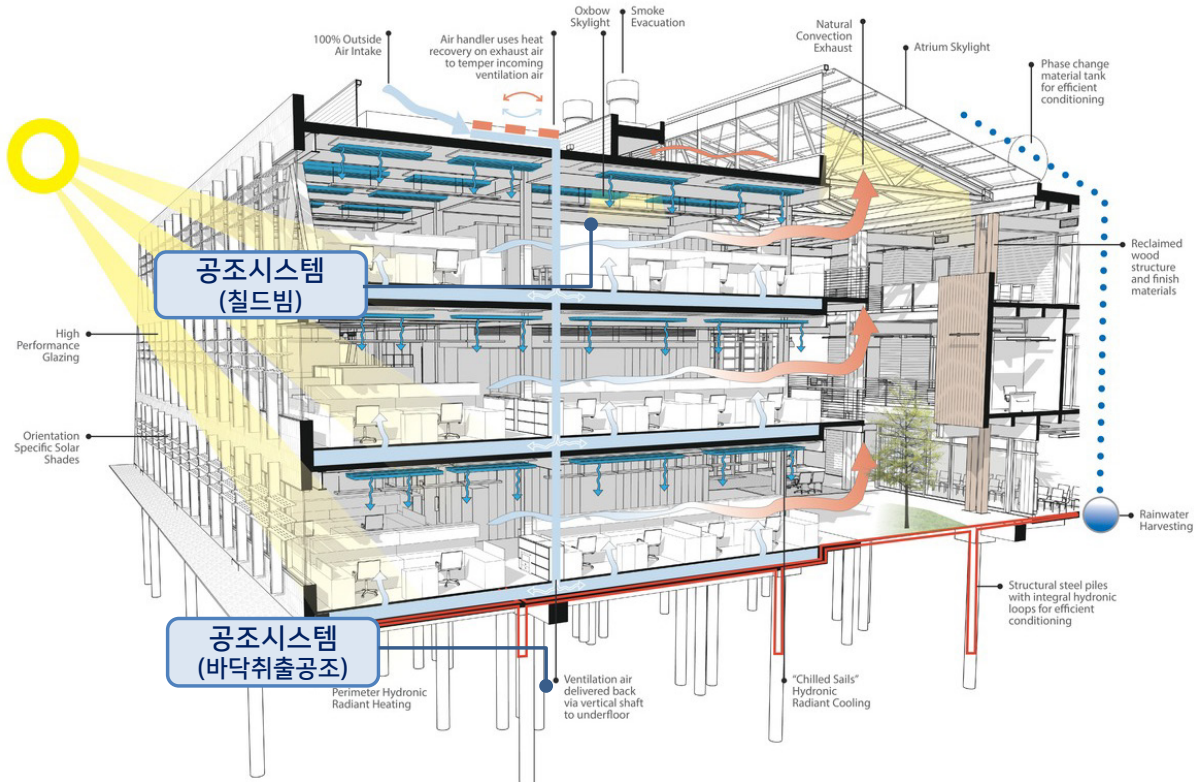 Oxbow
Skylight
Smoke
Evacuation
100% Outside
Air Intake
Air handler uses heat
recovery on exhaust air
to temper incoming
ventilation air
Natural
Convection
Exhaust
Atrium Skylight
Phase change
material tank
for efficient
conditioning
공조시스템
(칠드빔)
Reclaimed
wood
structure
and finish
materials
High
Performance
Glazing
Orientation
Specific Solar
Shades
Rainwater
Harvesting
Structural steel piles
with integral hydronic
loops for efficient
conditioning
공조시스템
(바닥취출공조)
Perimeter Hydronic
Radiant Heating
Ventilation air
delivered back
via vertical shaft
to underfloor
"Chilled Sails"
Hydronic
Radiant Cooling